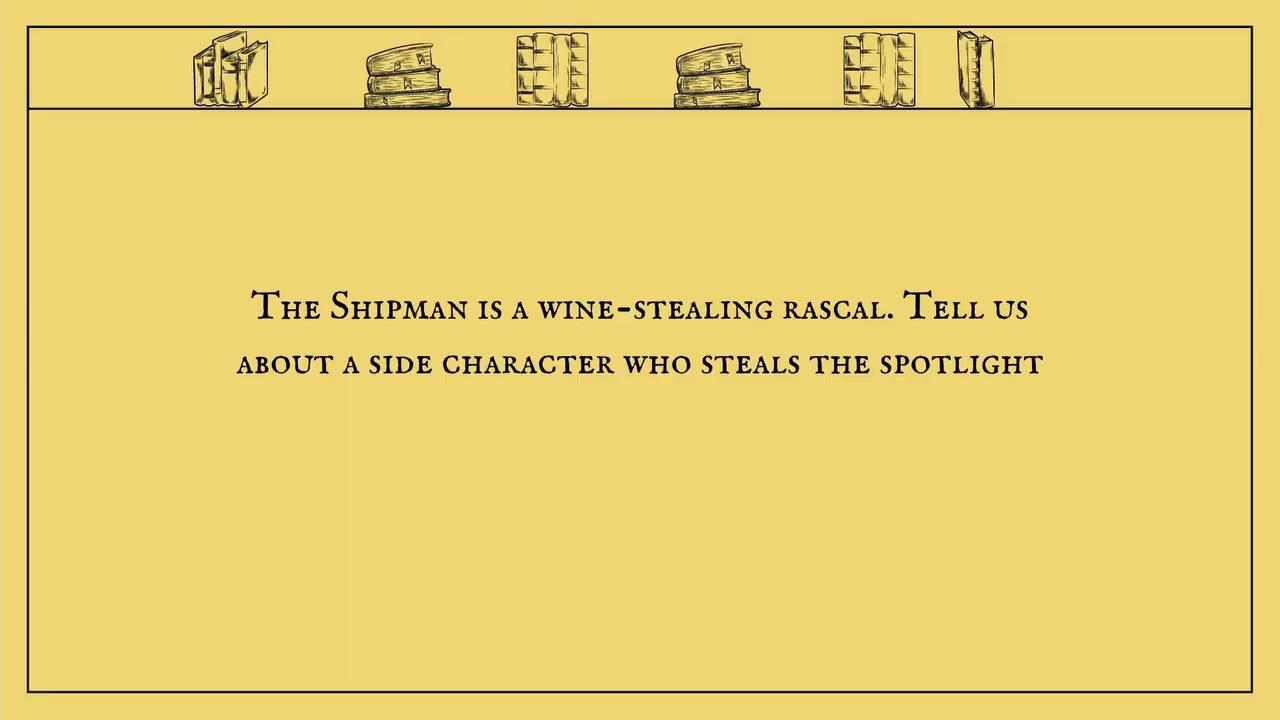 The Shipman is a wine-stealing rascal. Tell us
about a side character who steals the spotlight